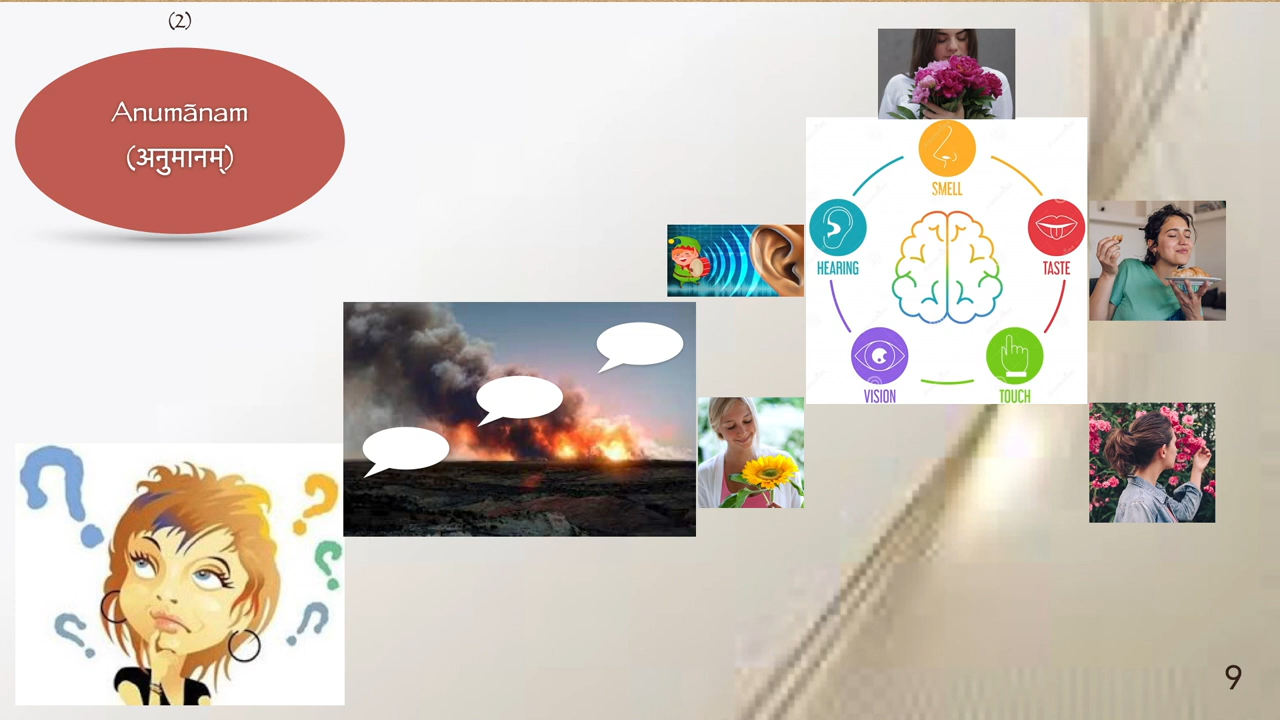 (2)
Anumānam
(अनुमानम्)
SMELL
HEARING
TASTE
VISION
TOUCH
9